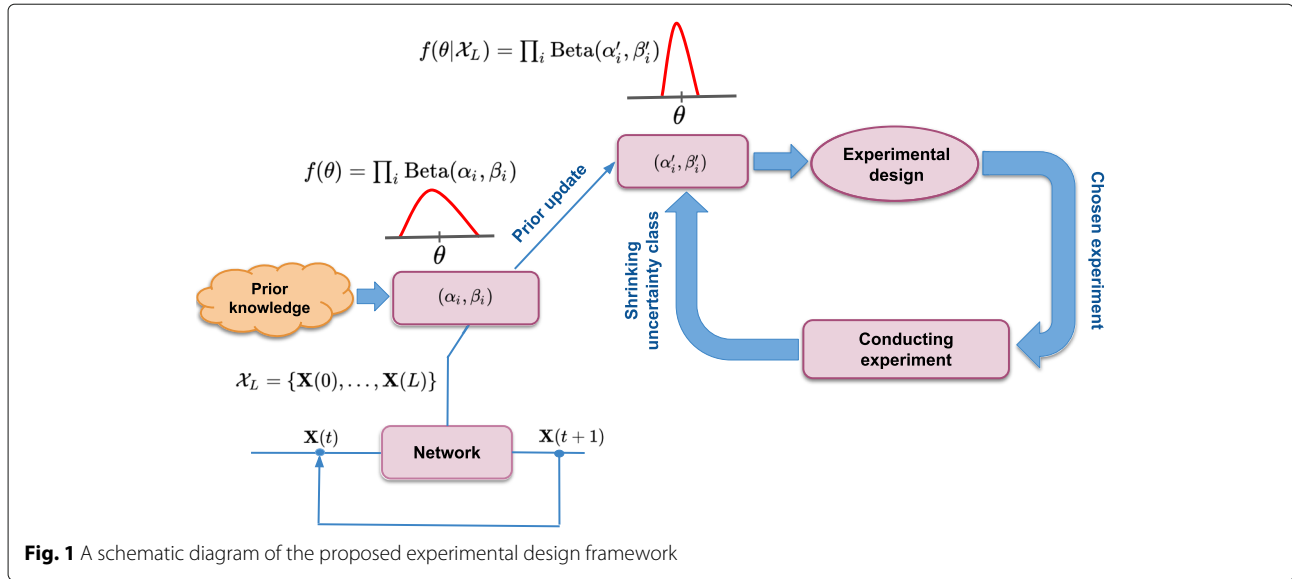 f(θ|𝒳_L) = ∏_i Beta(α′_i, β′_i)
θ
f(θ) = ∏_i Beta(α_i, β_i)
θ
Prior update
(α′_i, β′_i)
Experimental
design
Chosen experiment
Shrinking
uncertainty class
Prior
knowledge
(α_i, β_i)
Conducting
experiment
𝒳_L = {𝐗(0), . . . , 𝐗(L)}
𝐗(t)
Network
𝐗(t + 1)
Fig. 1 A schematic diagram of the proposed experimental design framework